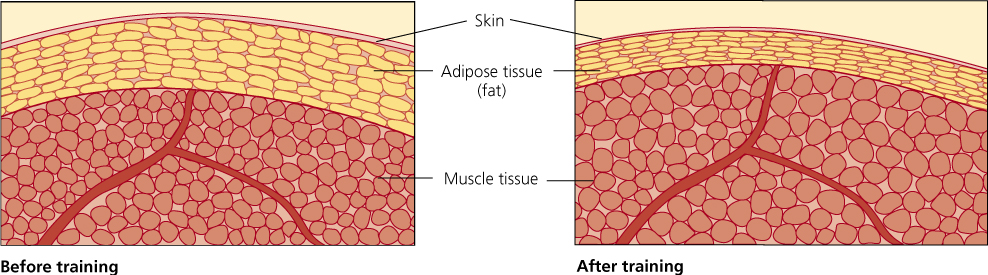 Skin
Adipose tissue
(fat)
Muscle tissue
Before training
After training